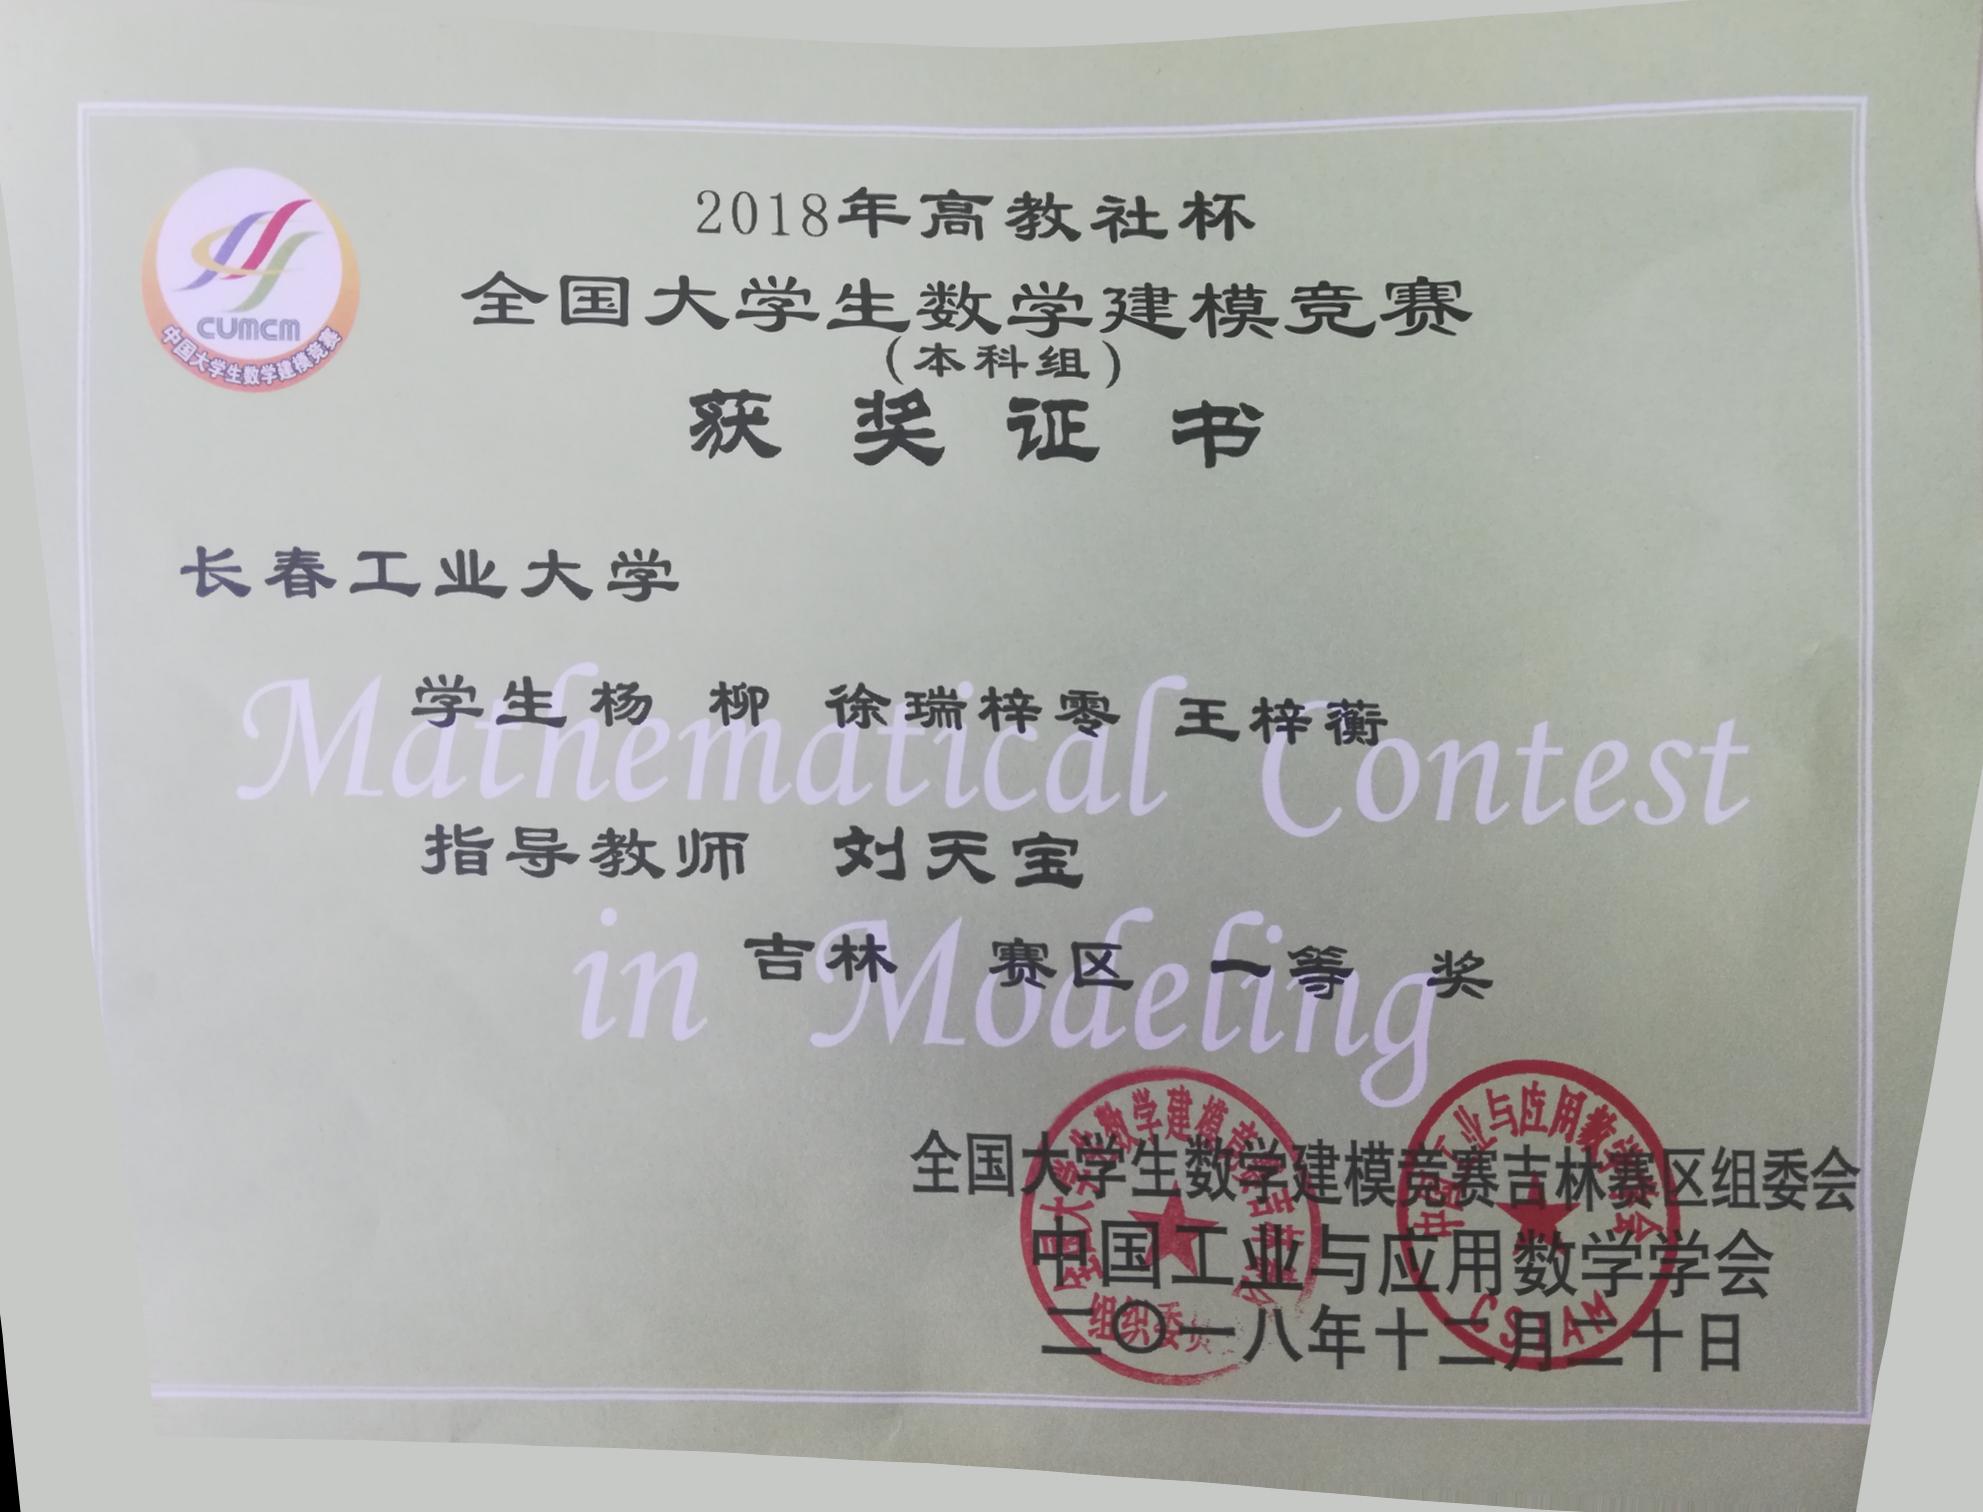 2018年高教社杯
全国大学生数学建模竞赛
(本科组)
获奖证书
CUMCM
中国大学生数学建模竞赛
长春工业大学
学生 杨 柳 徐瑞梓零 王梓蘅
Mathematical Contest
指导教师 刘天宝
in Modeling
吉林 赛区 一等 奖
全国大学生数学建模竞赛吉林赛区组委会
中国工业与应用数学学会
二〇一八年十二月二十日
全国大学生数学建模竞赛吉林赛区
组织委员
中国工业与应用数学学会
CSIAM